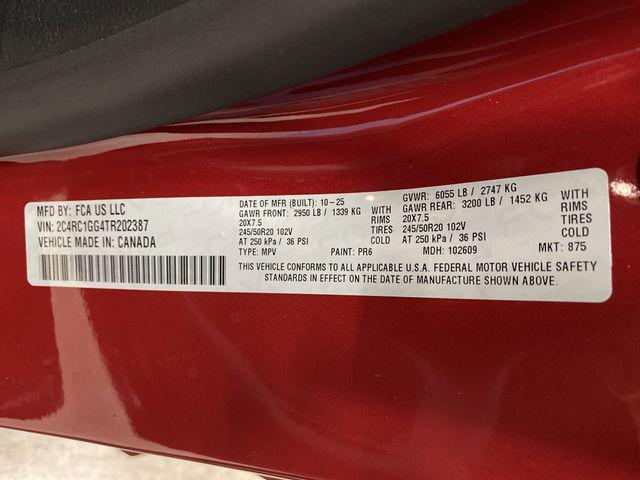 MFD BY: FCA US LLC
VIN: 2C4RC1GG4TR202387
VEHICLE MADE IN: CANADA
DATE OF MFR (BUILT): 10-25
GAWR FRONT: 2950 LB / 1339 KG WITH
20X7.5 RIMS
245/50R20 102V TIRES
AT 250 kPa / 36 PSI COLD
TYPE: MPV PAINT: PR6
GVWR: 6055 LB / 2747 KG
GAWR REAR: 3200 LB / 1452 KG WITH
20X7.5 RIMS
245/50R20 102V TIRES
AT 250 kPa / 36 PSI COLD
MDH: 102609 MKT: 875
THIS VEHICLE CONFORMS TO ALL APPLICABLE U.S.A. FEDERAL MOTOR VEHICLE SAFETY
STANDARDS IN EFFECT ON THE DATE OF MANUFACTURE SHOWN ABOVE.